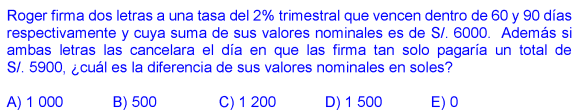 Roger firma dos letras a una tasa del 2% trimestral que vencen dentro de 60 y 90 días
respectivamente y cuya suma de sus valores nominales es de S/. 6000. Además si
ambas letras las cancelara el día en que las firma tan solo pagaría un total de
S/. 5900, ¿cuál es la diferencia de sus valores nominales en soles?
A) 1 000 B) 500 C) 1 200 D) 1 500 E) 0